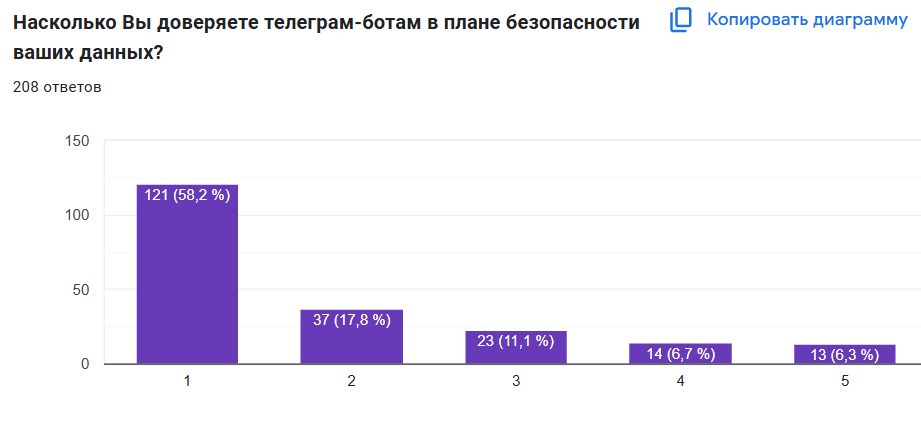 Насколько Вы доверяете телеграм-ботам в плане безопасности
ваших данных?
Копировать диаграмму
208 ответов
150
100
50
0
121 (58,2 %)
37 (17,8 %)
23 (11,1 %)
14 (6,7 %)
13 (6,3 %)
1
2
3
4
5